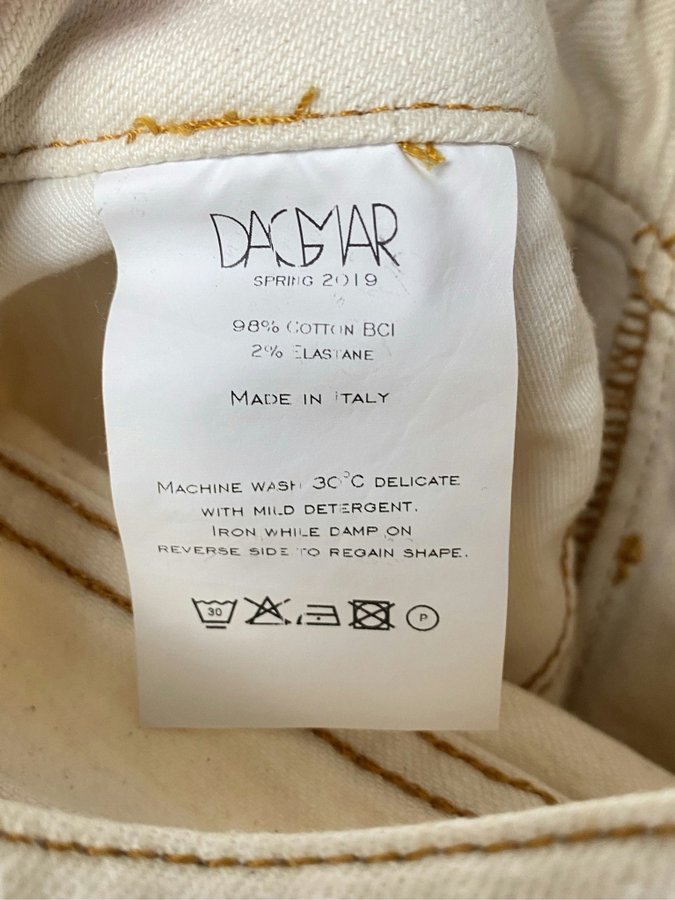 DAGMAR
SPRING 2019
98% COTTON BCI
2% ELASTANE
MADE IN ITALY
MACHINE WASH 30°C DELICATE
WITH MILD DETERGENT.
IRON WHILE DAMP ON
REVERSE SIDE TO REGAIN SHAPE.
30
P